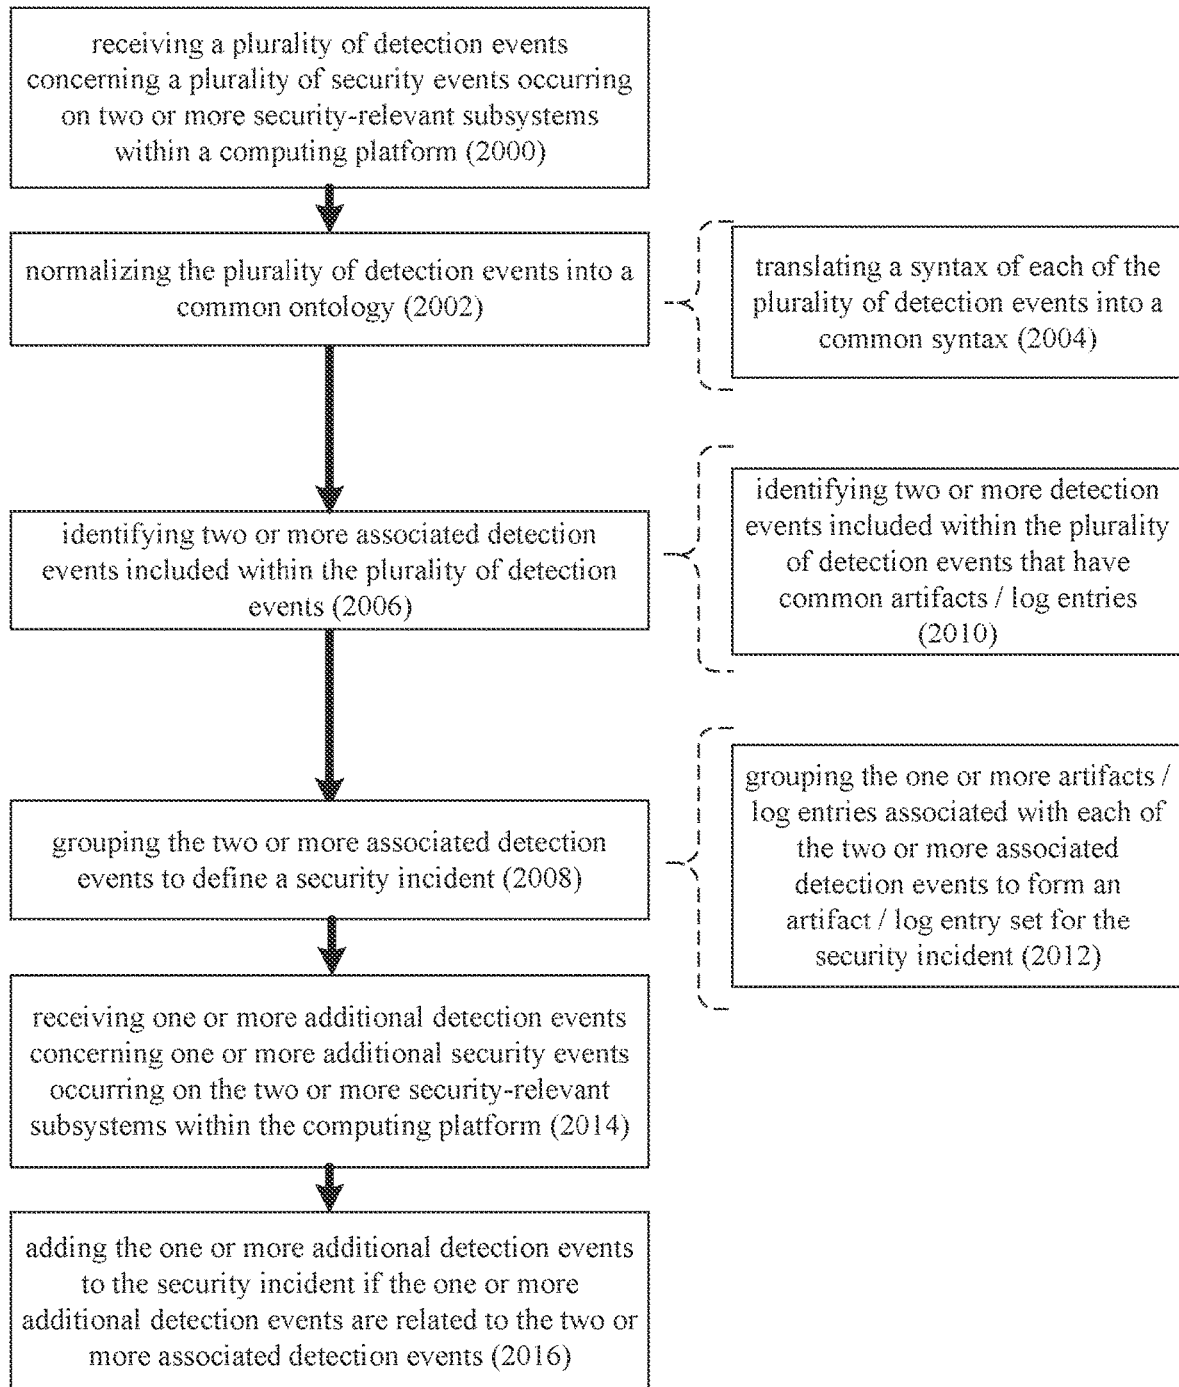 receiving a plurality of detection events
concerning a plurality of security events occurring
on two or more security-relevant subsystems
within a computing platform (2000)
normalizing the plurality of detection events into a
common ontology (2002)
translating a syntax of each of the
plurality of detection events into a
common syntax (2004)
identifying two or more associated detection
events included within the plurality of detection
events (2006)
identifying two or more detection
events included within the plurality
of detection events that have
common artifacts / log entries
(2010)
grouping the two or more associated detection
events to define a security incident (2008)
grouping the one or more artifacts /
log entries associated with each of
the two or more associated
detection events to form an
artifact / log entry set for the
security incident (2012)
receiving one or more additional detection events
concerning one or more additional security events
occurring on the two or more security-relevant
subsystems within the computing platform (2014)
adding the one or more additional detection events
to the security incident if the one or more
additional detection events are related to the two or
more associated detection events (2016)